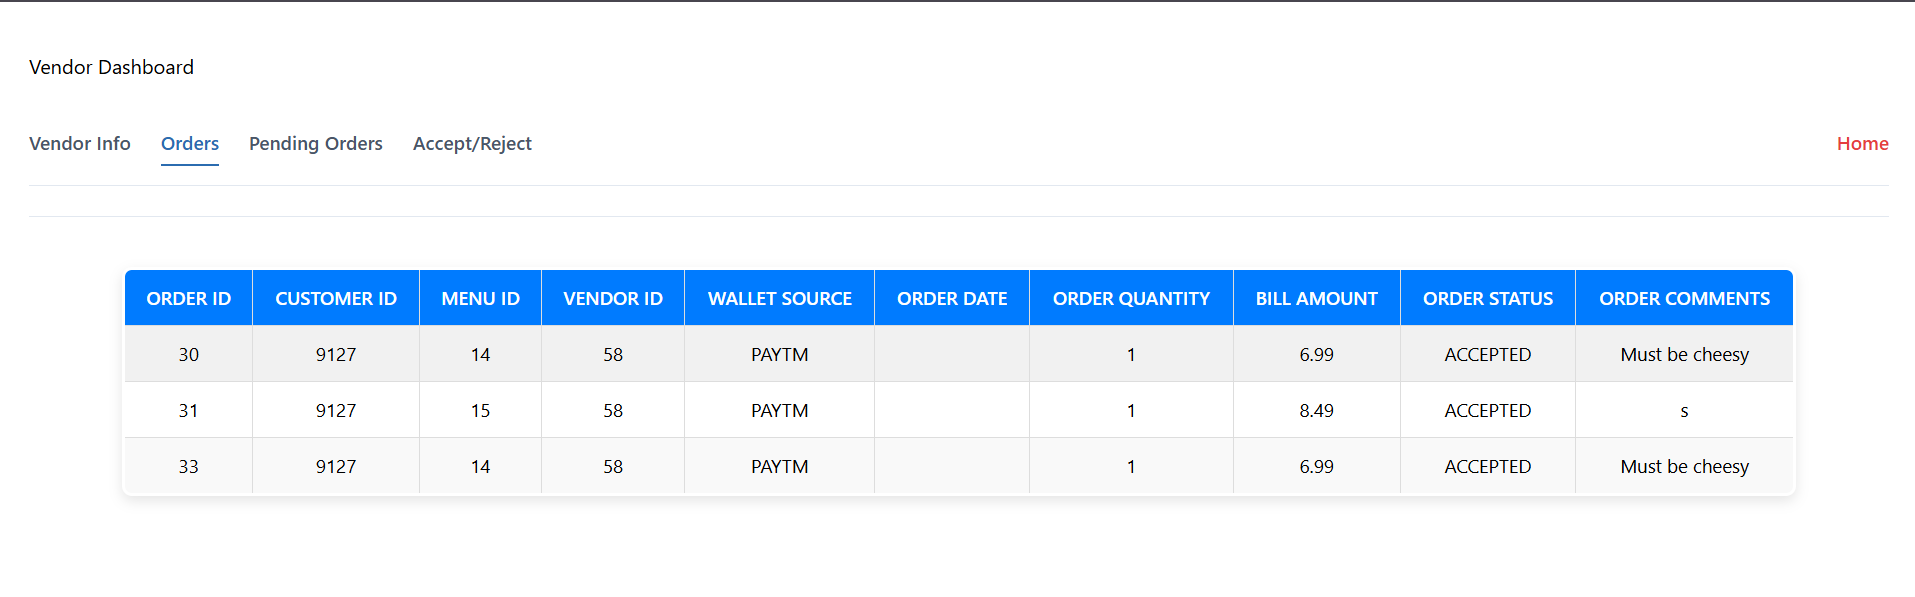 Vendor Dashboard
Vendor Info Orders Pending Orders Accept/Reject Home
ORDER ID CUSTOMER ID MENU ID VENDOR ID WALLET SOURCE ORDER DATE ORDER QUANTITY BILL AMOUNT ORDER STATUS ORDER COMMENTS
30 9127 14 58 PAYTM 1 6.99 ACCEPTED Must be cheesy
31 9127 15 58 PAYTM 1 8.49 ACCEPTED s
33 9127 14 58 PAYTM 1 6.99 ACCEPTED Must be cheesy